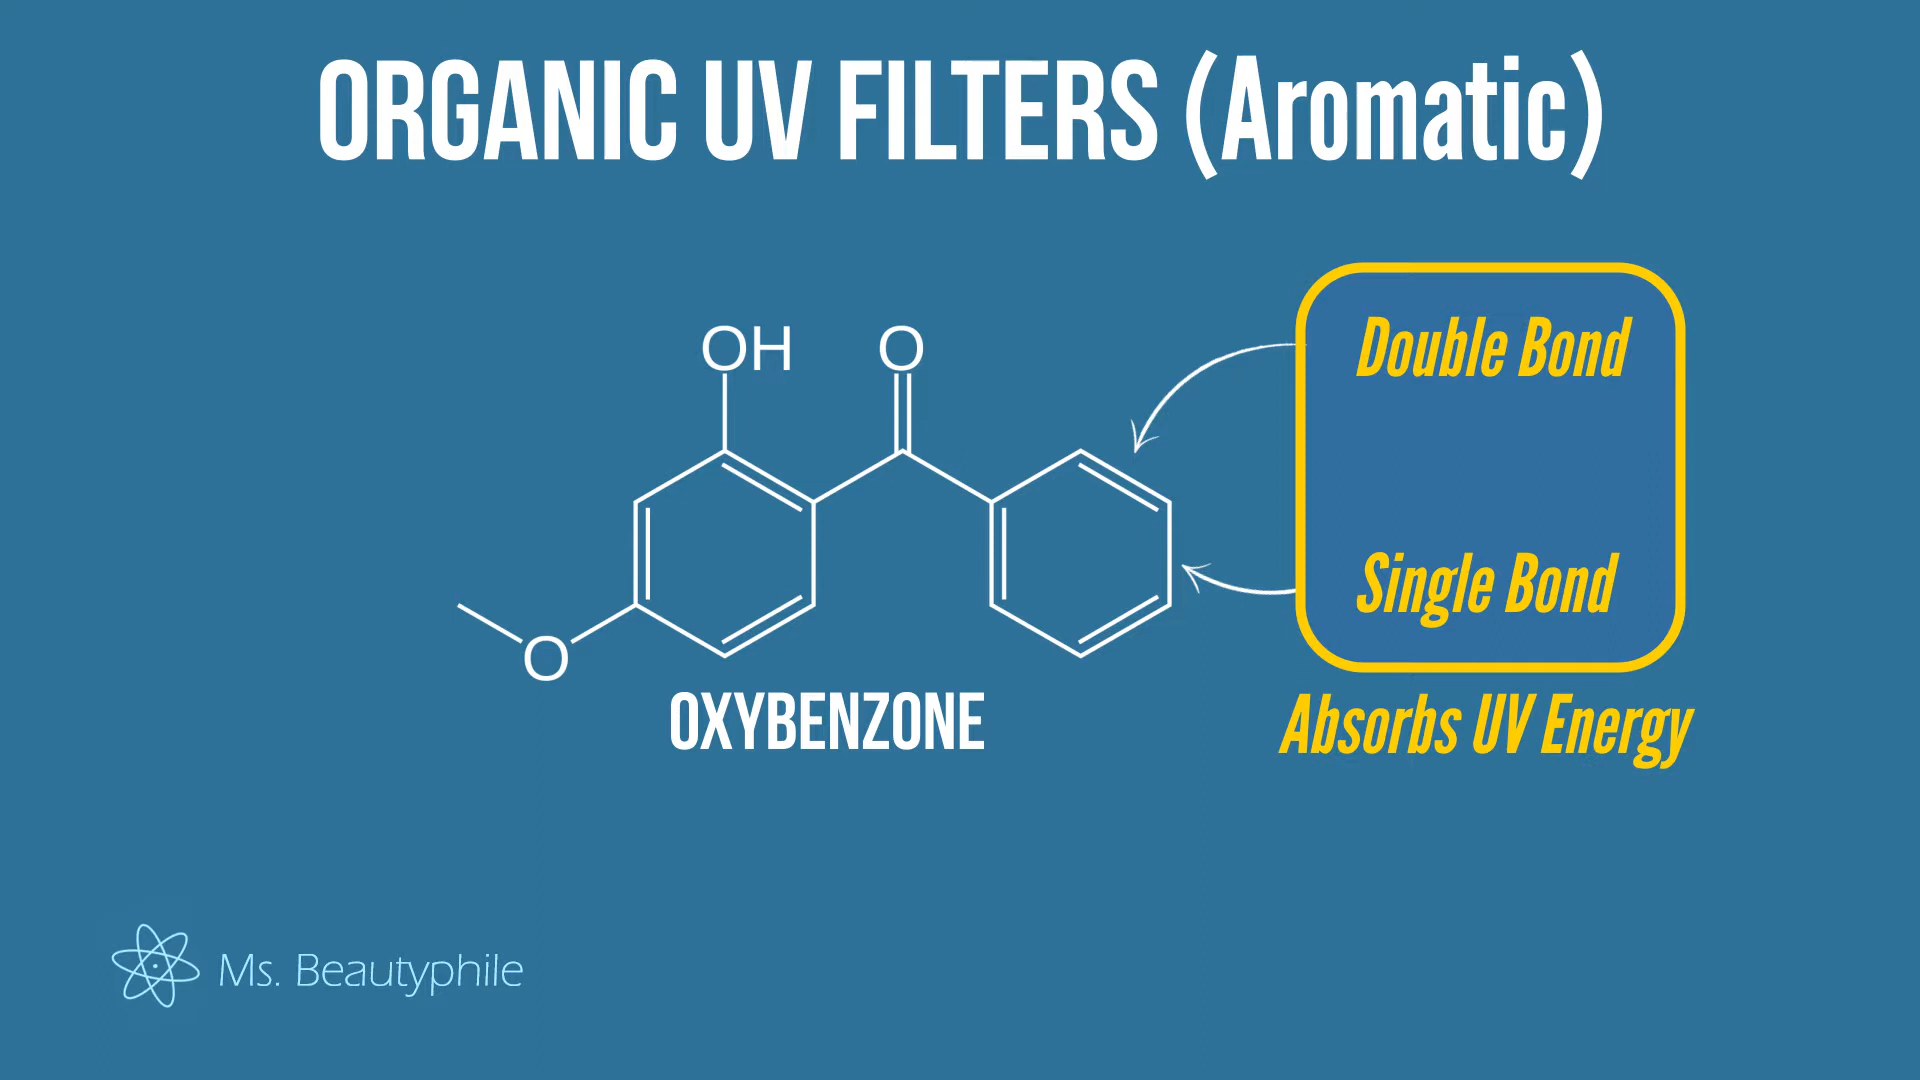 ORGANIC UV FILTERS (Aromatic)
OH
O
Double Bond
Single Bond
O
OXYBENZONE
Absorbs UV Energy
Ms. Beautyphile